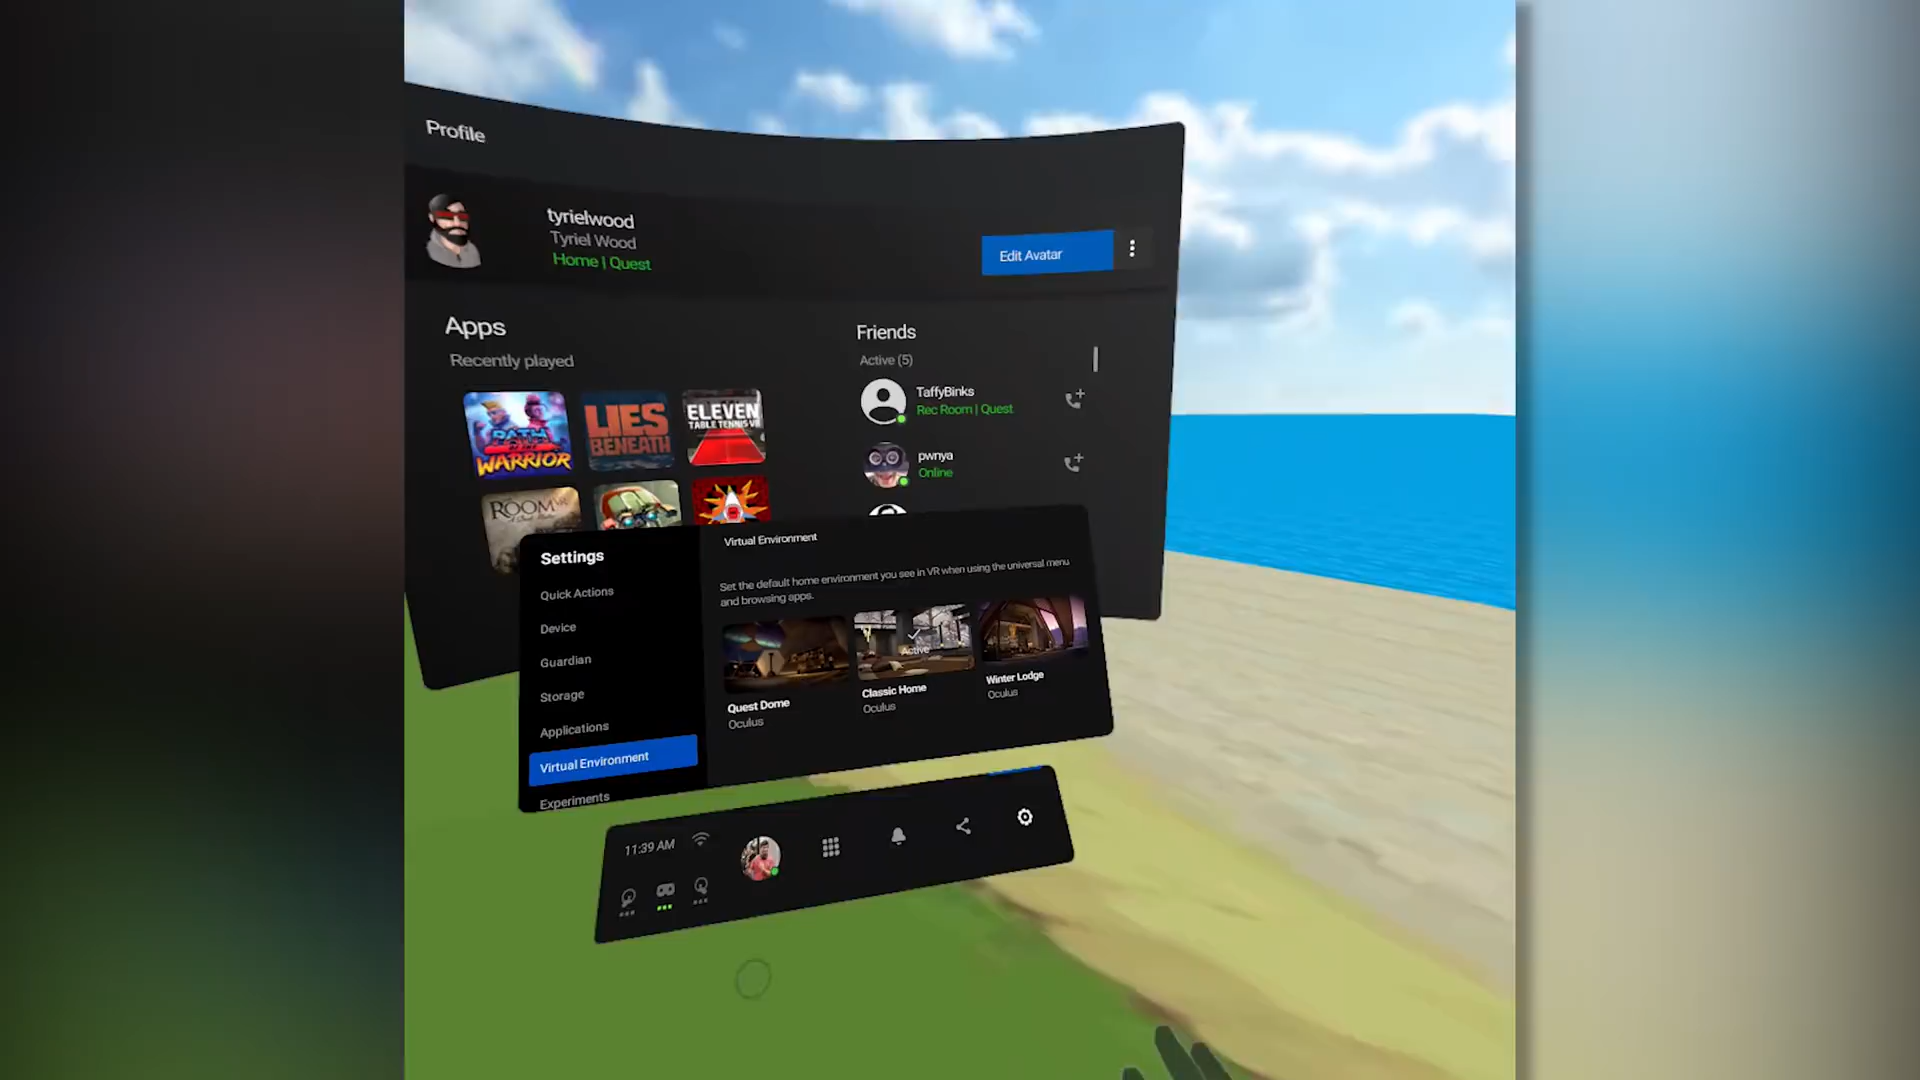 Profile
tyrielwood
Tyriel Wood
Home | Quest
Edit Avatar
Apps
Recently played
Friends
Active (5)
TaffyBinks
Rec Room | Quest
pwnya
Online
PATH
WARRIOR
LIES
BENEATH
ELEVEN
TABLE TENNIS VR
THE ROOM VR
Settings
Quick Actions
Device
Guardian
Storage
Applications
Virtual Environment
Experiments
Virtual Environment
Set the default home environment you see in VR when using the universal menu
and browsing apps.
Active
Quest Dome
Oculus
Classic Home
Oculus
Winter Lodge
Oculus
11:39 AM